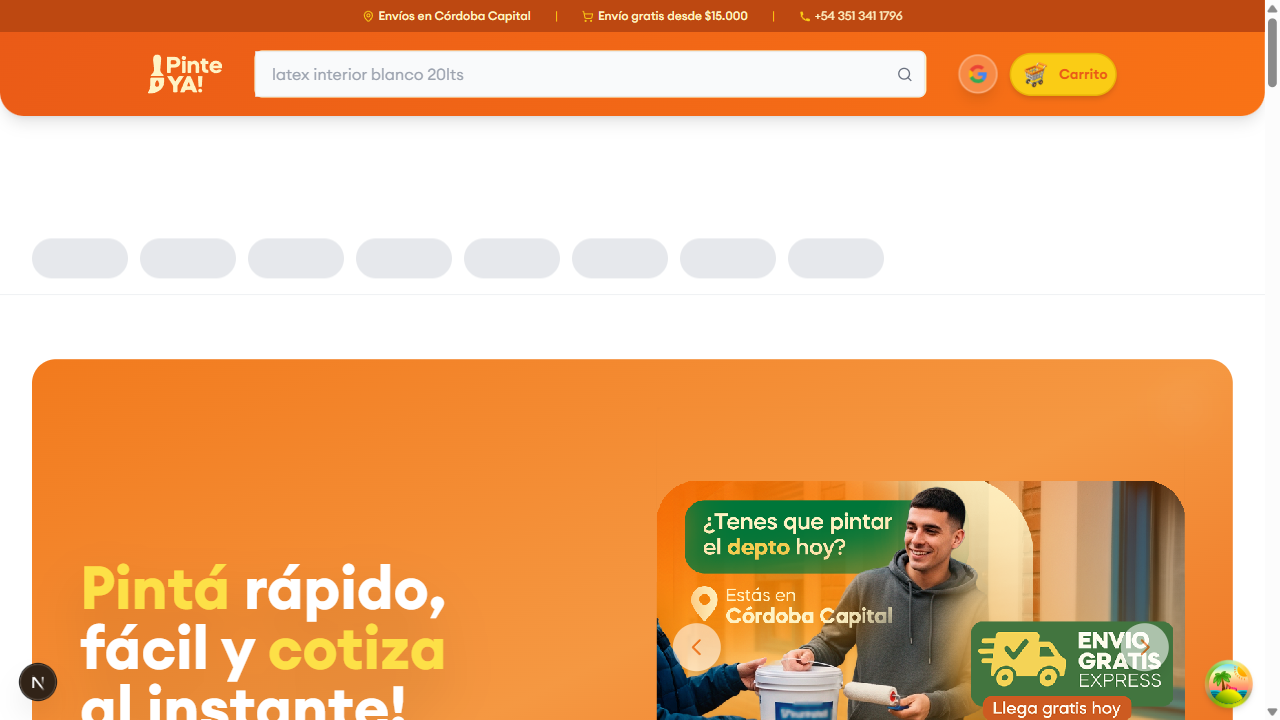 Envíos en Córdoba Capital | Envío gratis desde $15.000 | +54 351 341 1796
Pinte
YA!
latex interior blanco 20lts
Carrito
¿Tenes que pintar
el depto hoy?
Estás en
Córdoba Capital
ENVIO
GRATIS
EXPRESS
Llega gratis hoy
Pintá rápido,
fácil y cotiza
al instante!
N